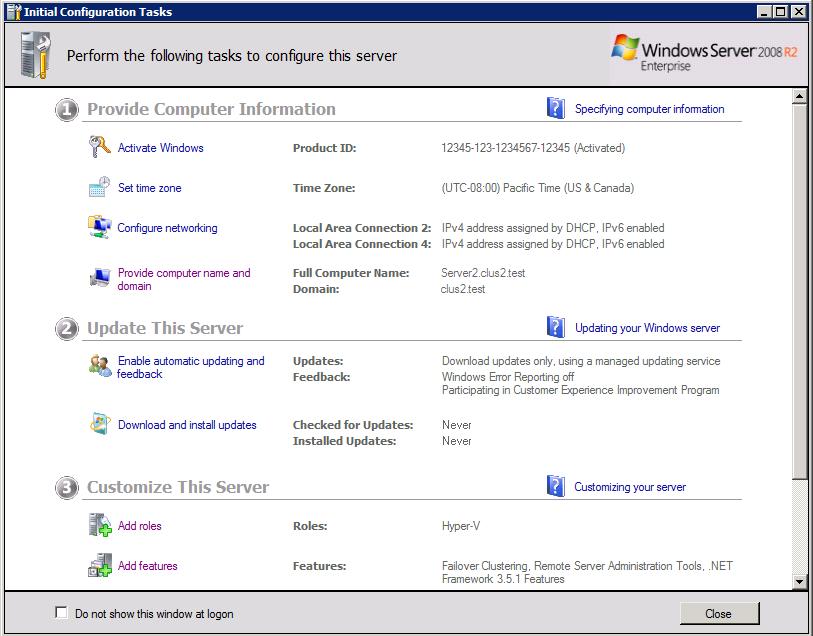 Initial Configuration Tasks
Perform the following tasks to configure this server
Windows Server 2008 R2
Enterprise
1 Provide Computer Information
Specifying computer information
Activate Windows
Product ID: 12345-123-1234567-12345 (Activated)
Set time zone
Time Zone: (UTC-08:00) Pacific Time (US & Canada)
Configure networking
Local Area Connection 2: IPv4 address assigned by DHCP, IPv6 enabled
Local Area Connection 4: IPv4 address assigned by DHCP, IPv6 enabled
Provide computer name and
domain
Full Computer Name: Server2.clus2.test
Domain: clus2.test
2 Update This Server
Updating your Windows server
Enable automatic updating and
feedback
Updates: Download updates only, using a managed updating service
Feedback: Windows Error Reporting off
Participating in Customer Experience Improvement Program
Download and install updates
Checked for Updates: Never
Installed Updates: Never
3 Customize This Server
Customizing your server
Add roles
Roles: Hyper-V
Add features
Features: Failover Clustering, Remote Server Administration Tools, .NET
Framework 3.5.1 Features
Do not show this window at logon
Close